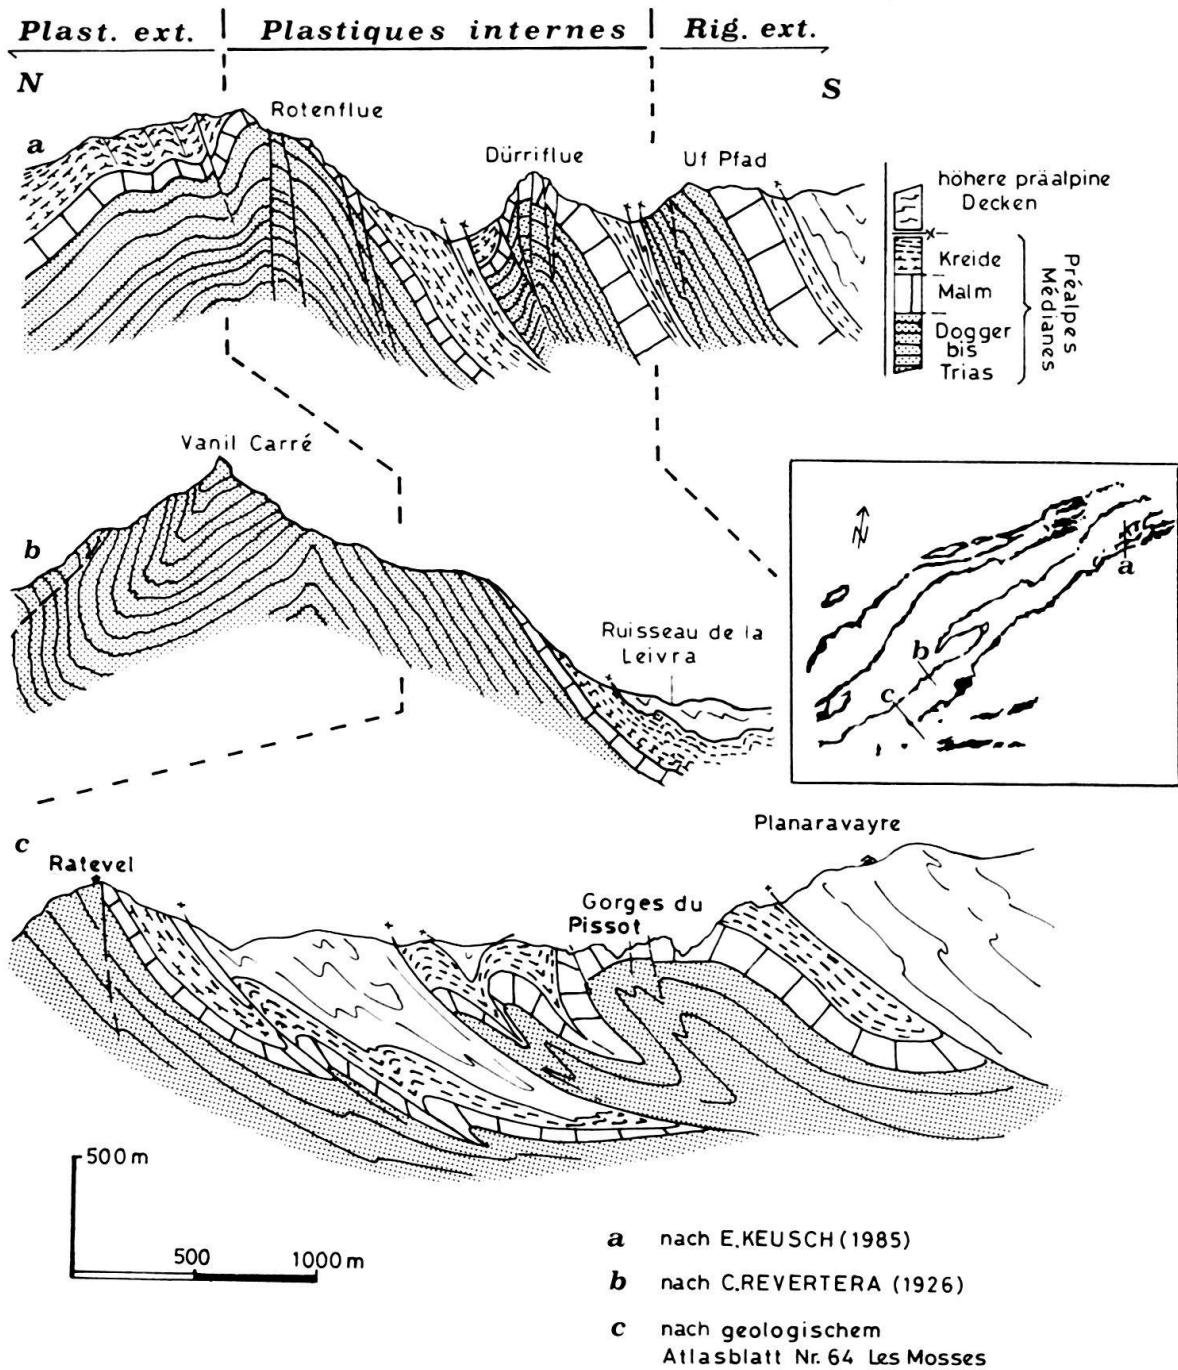 Plast. ext. Plastiques internes Rig. ext.
N S
a
Rotenflue
Dürriflue
Uf Pfad
höhere präalpine
Decken
Kreide
Malm
Dogger
bis
Trias
Préalpes
Médianes
Vanil Carré
b
Ruisseau de la
Leivra
N
a
b
c
c
Ratevel
Planaravayre
Gorges du
Pissot
500 m
500 1000 m
a nach E. KEUSCH (1985)
b nach C. REVERTERA (1926)
c nach geologischem
Atlasblatt Nr. 64 Les Mosses